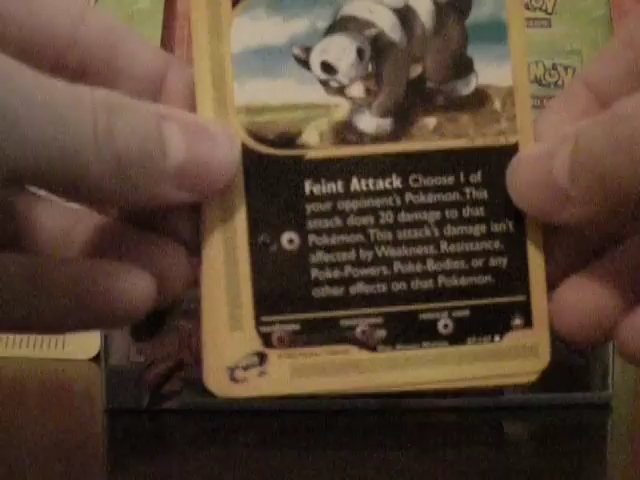 Feint Attack Choose 1 of
your opponent's Pokémon. This
attack does 20 damage to that
Pokémon. This attack's damage isn't
affected by Weakness, Resistance,
Poké-Powers, Poké-Bodies, or any
other effects on that Pokémon.